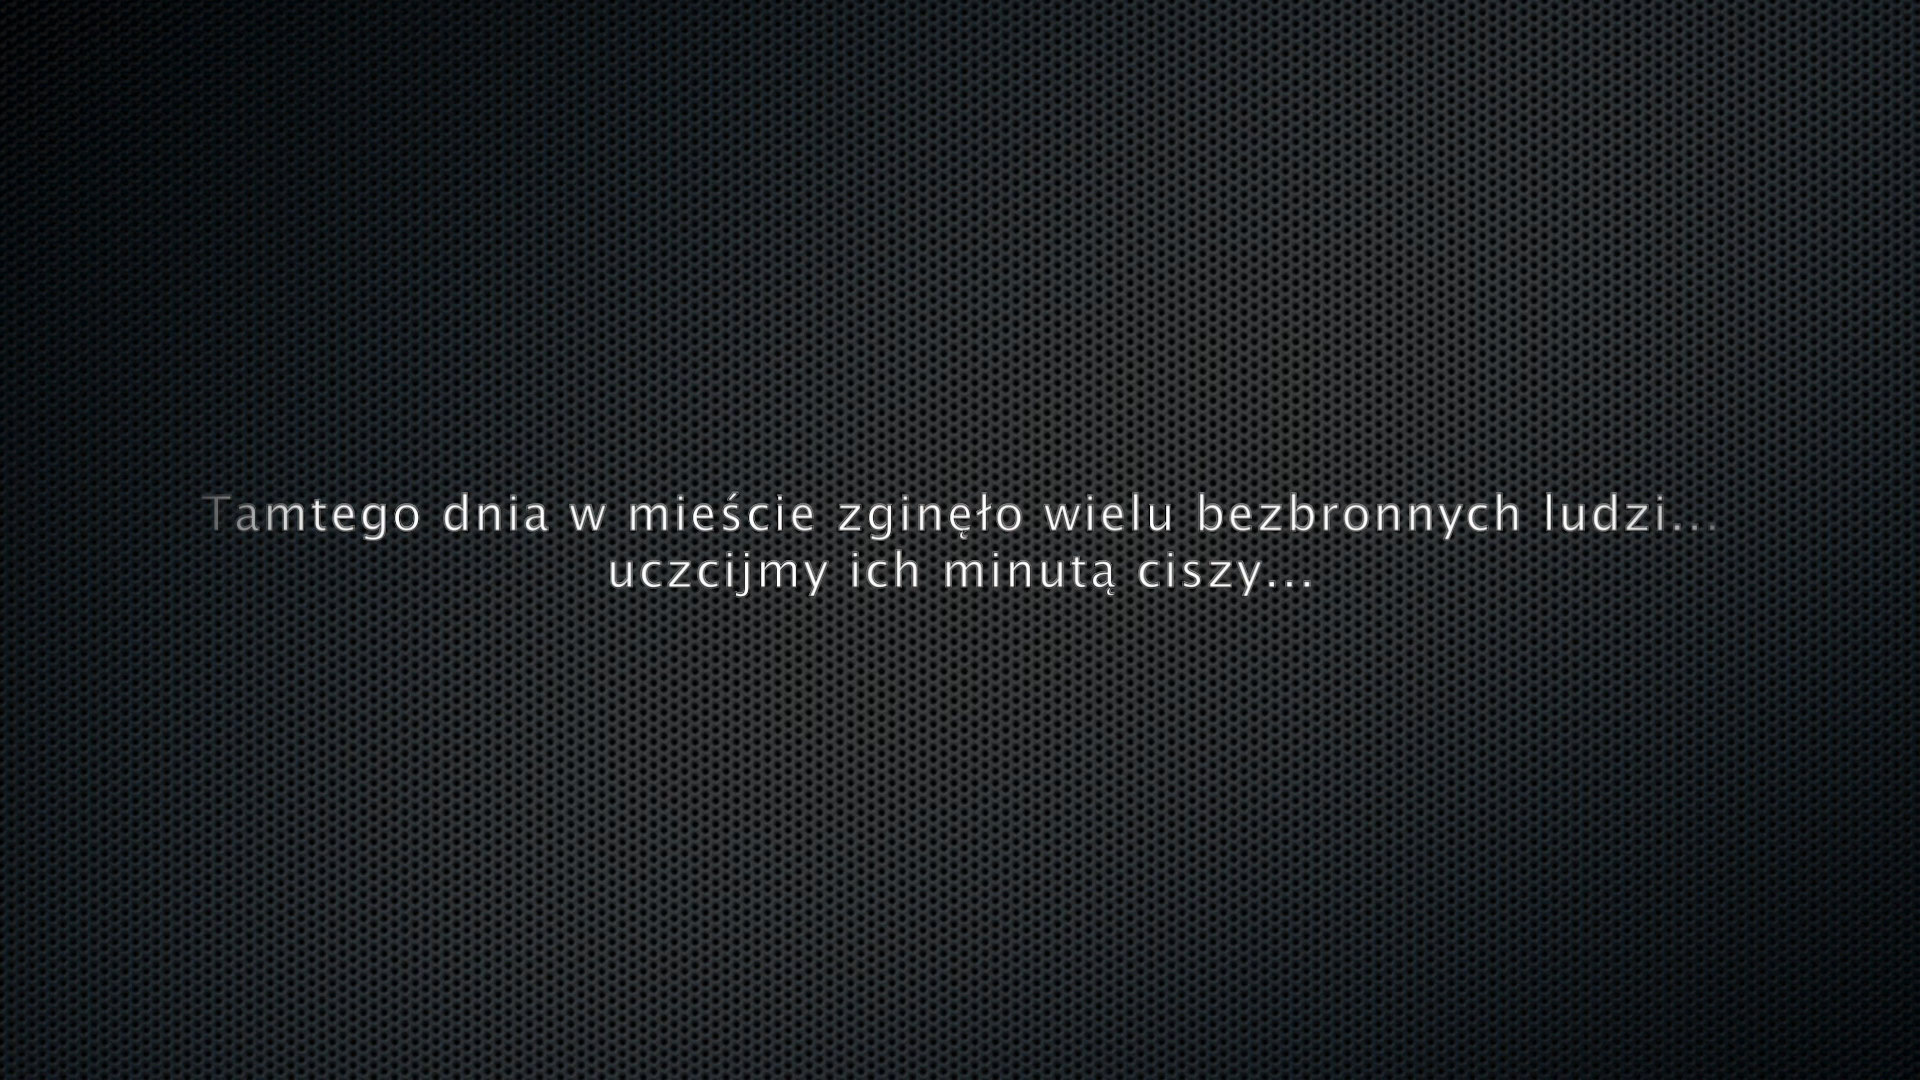 Tamtego dnia w mieście zginęło wielu bezbronnych ludzi...
uczcijmy ich minutą ciszy...